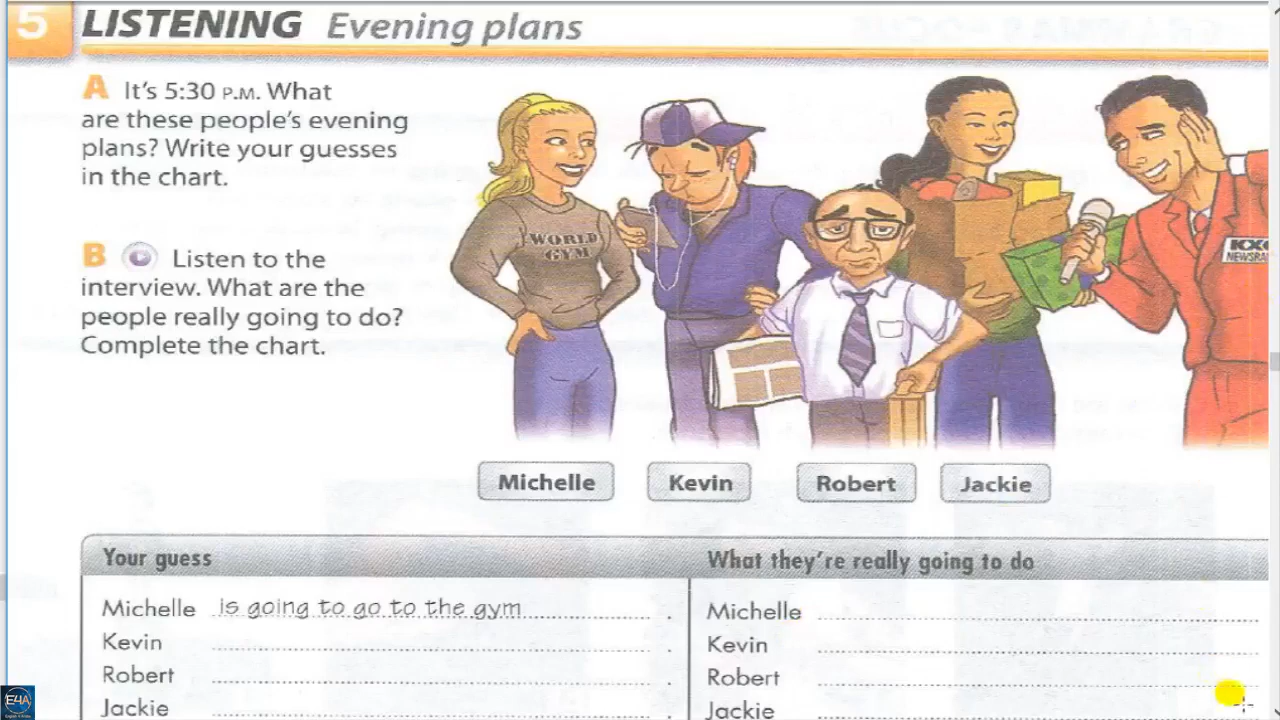 5 LISTENING Evening plans
A It's 5:30 P.M. What
are these people's evening
plans? Write your guesses
in the chart.
B Listen to the
interview. What are the
people really going to do?
Complete the chart.
WORLD
GYM
Michelle
Kevin
Robert
Jackie
Your guess
Michelle is going to go to the gym .
Kevin .
Robert .
Jackie .
What they're really going to do
Michelle
Kevin
Robert
Jackie
E4A